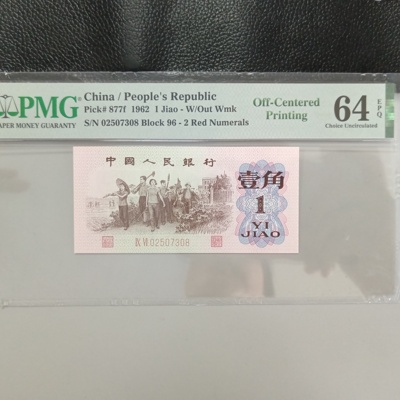 PMG
PAPER MONEY GUARANTY
China / People's Republic
Pick# 877f 1962 1 Jiao - W/Out Wmk
S/N 02507308 Block 96 - 2 Red Numerals
Off-Centered
Printing
64 EPQ
Choice Uncirculated
中國人民銀行
壹角
1
YI
JIAO
IX VI 02507308